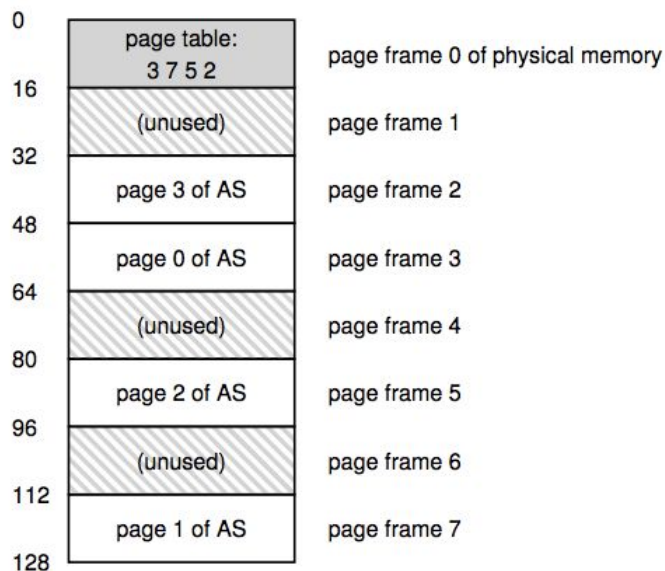 0
page table:
3 7 5 2
page frame 0 of physical memory
16
(unused)
page frame 1
32
page 3 of AS
page frame 2
48
page 0 of AS
page frame 3
64
(unused)
page frame 4
80
page 2 of AS
page frame 5
96
(unused)
page frame 6
112
page 1 of AS
page frame 7
128